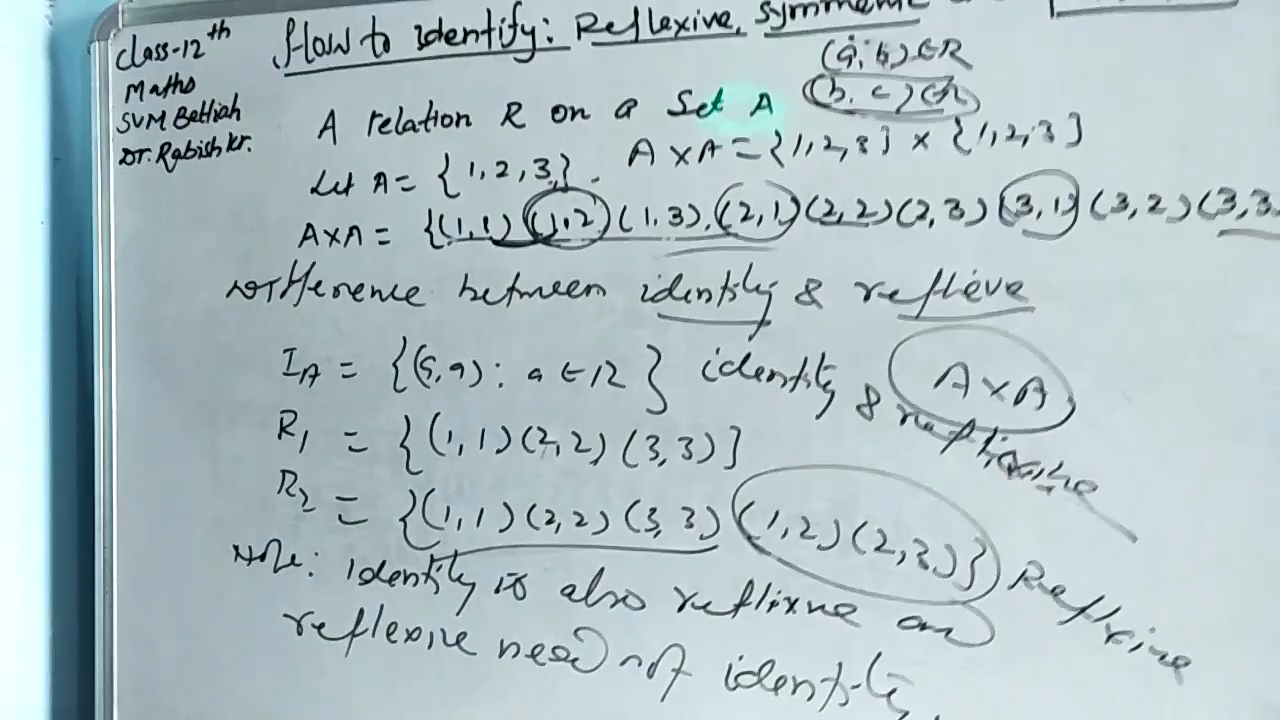 class-12th
Maths
SVM Bettiah
Dr. Rabish kr.
How to identify: Reflexive, Symmetric
(a, b) ∈ R
(b, c) ∈ R
A relation R on a Set A
Let A = {1, 2, 3}.
A×A = {1, 2, 3} × {1, 2, 3}
A×A = {(1,1) (1,2) (1,3), (2,1) (2,2) (2,3) (3,1) (3,2) (3,3
Difference between identity & reflieve
I_A = {(a, a) : a ∈ R } identity & reflexive
A×A
R1 = {(1,1) (2,2) (3,3)}
R2 = {(1,1) (2,2) (3,3) (1,2) (2,3)} Reflexive
Note: identity is also reflixive and
reflexive need not identity.